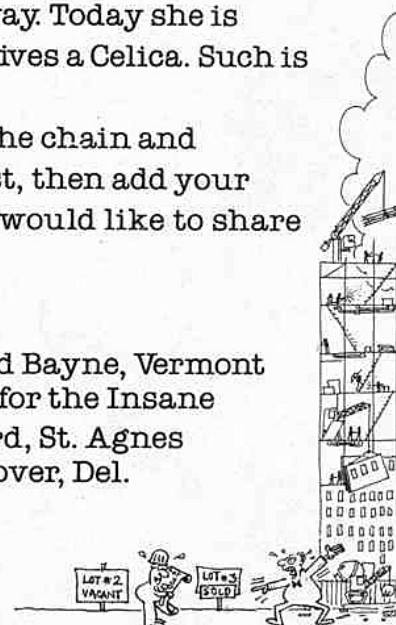 ay. Today she is
ives a Celica. Such is
he chain and
st, then add your
would like to share
d Bayne, Vermont
for the Insane
rd, St. Agnes
over, Del.
LOT #2
VACANT
LOT #3
SOLD